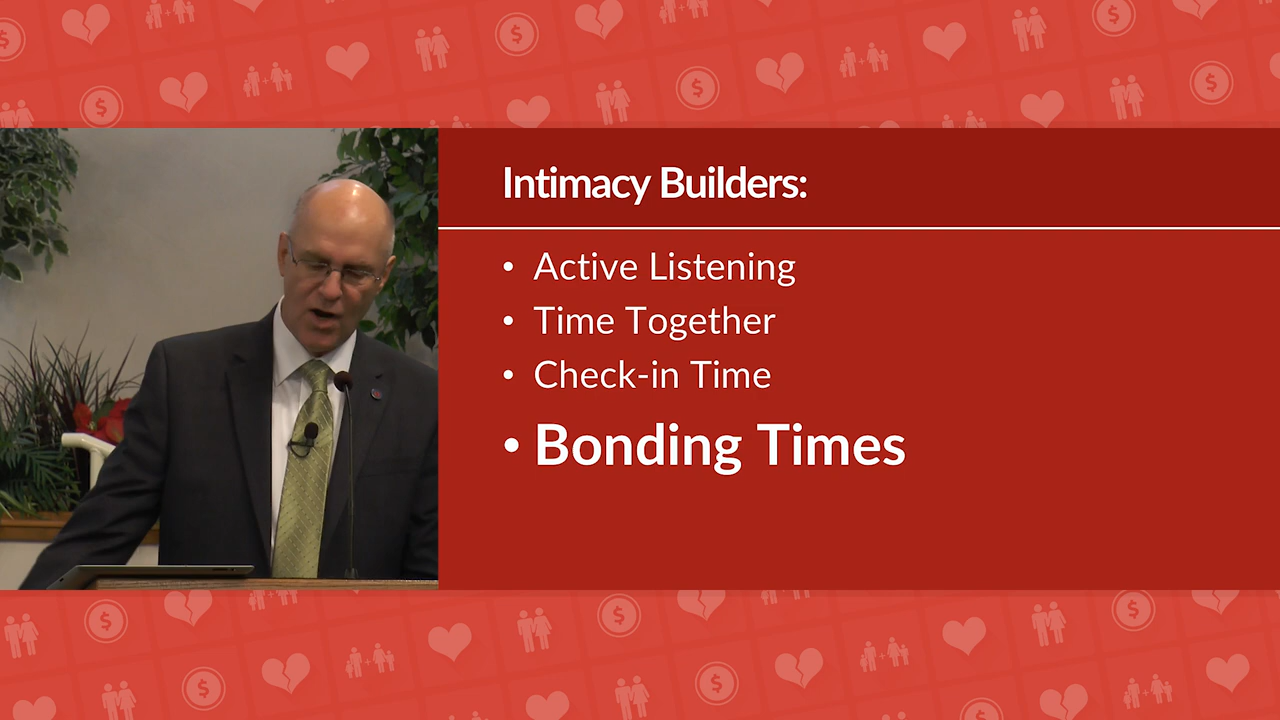 Intimacy Builders:
• Active Listening
• Time Together
• Check-in Time
• Bonding Times